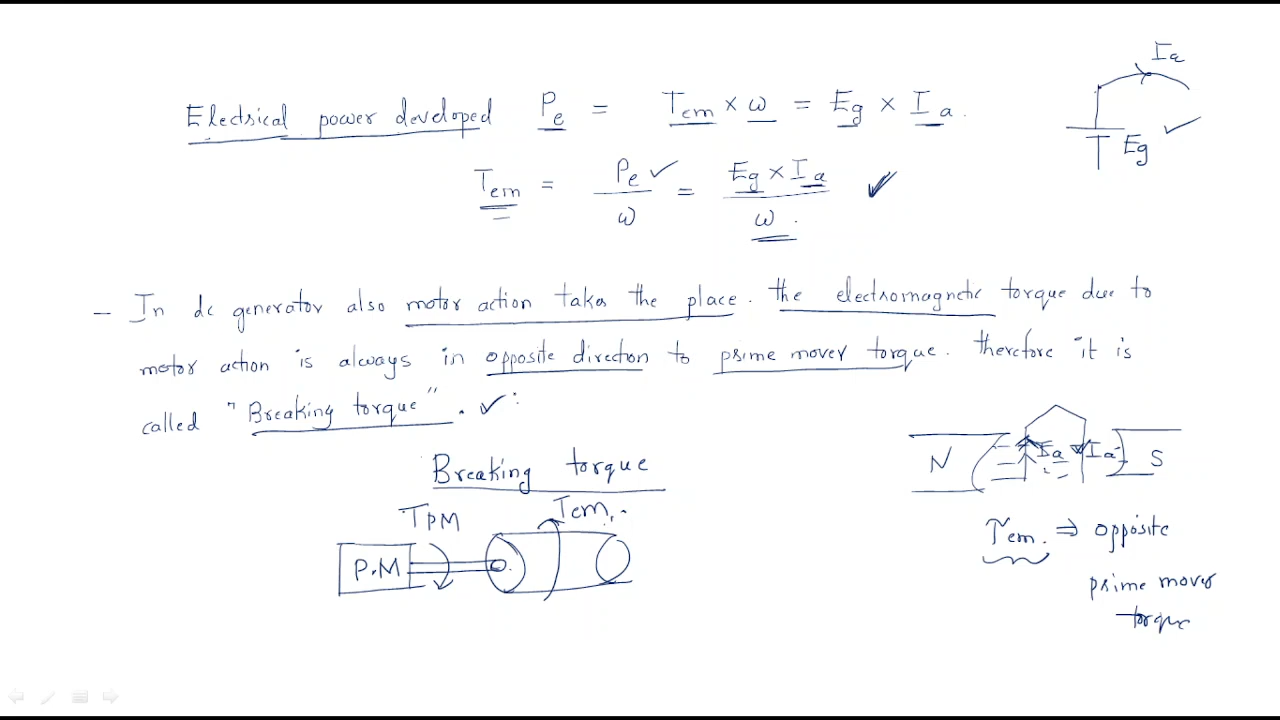 Ia
Electrical power developed Pe = Tem × ω = Eg × Ia.
Eg
Tem = Pe/ω = Eg × Ia/ω.
- In dc generator also motor action takes the place. the electromagnetic torque due to
motor action is always in opposite direction to prime mover torque. therefore it is
called "Breaking torque".
N Ia Ia S
Breaking torque
TPM Tem.
P.M
Tem. ⇒ opposite
prime mover
torque